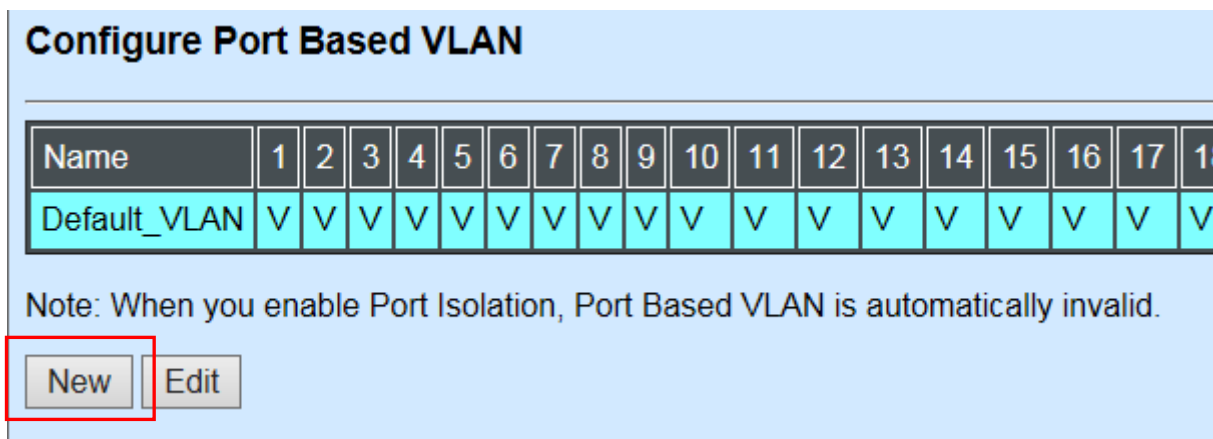 Configure Port Based VLAN
Name 1 2 3 4 5 6 7 8 9 10 11 12 13 14 15 16 17
Default_VLAN V V V V V V V V V V V V V V V V V V
Note: When you enable Port Isolation, Port Based VLAN is automatically invalid.
New Edit